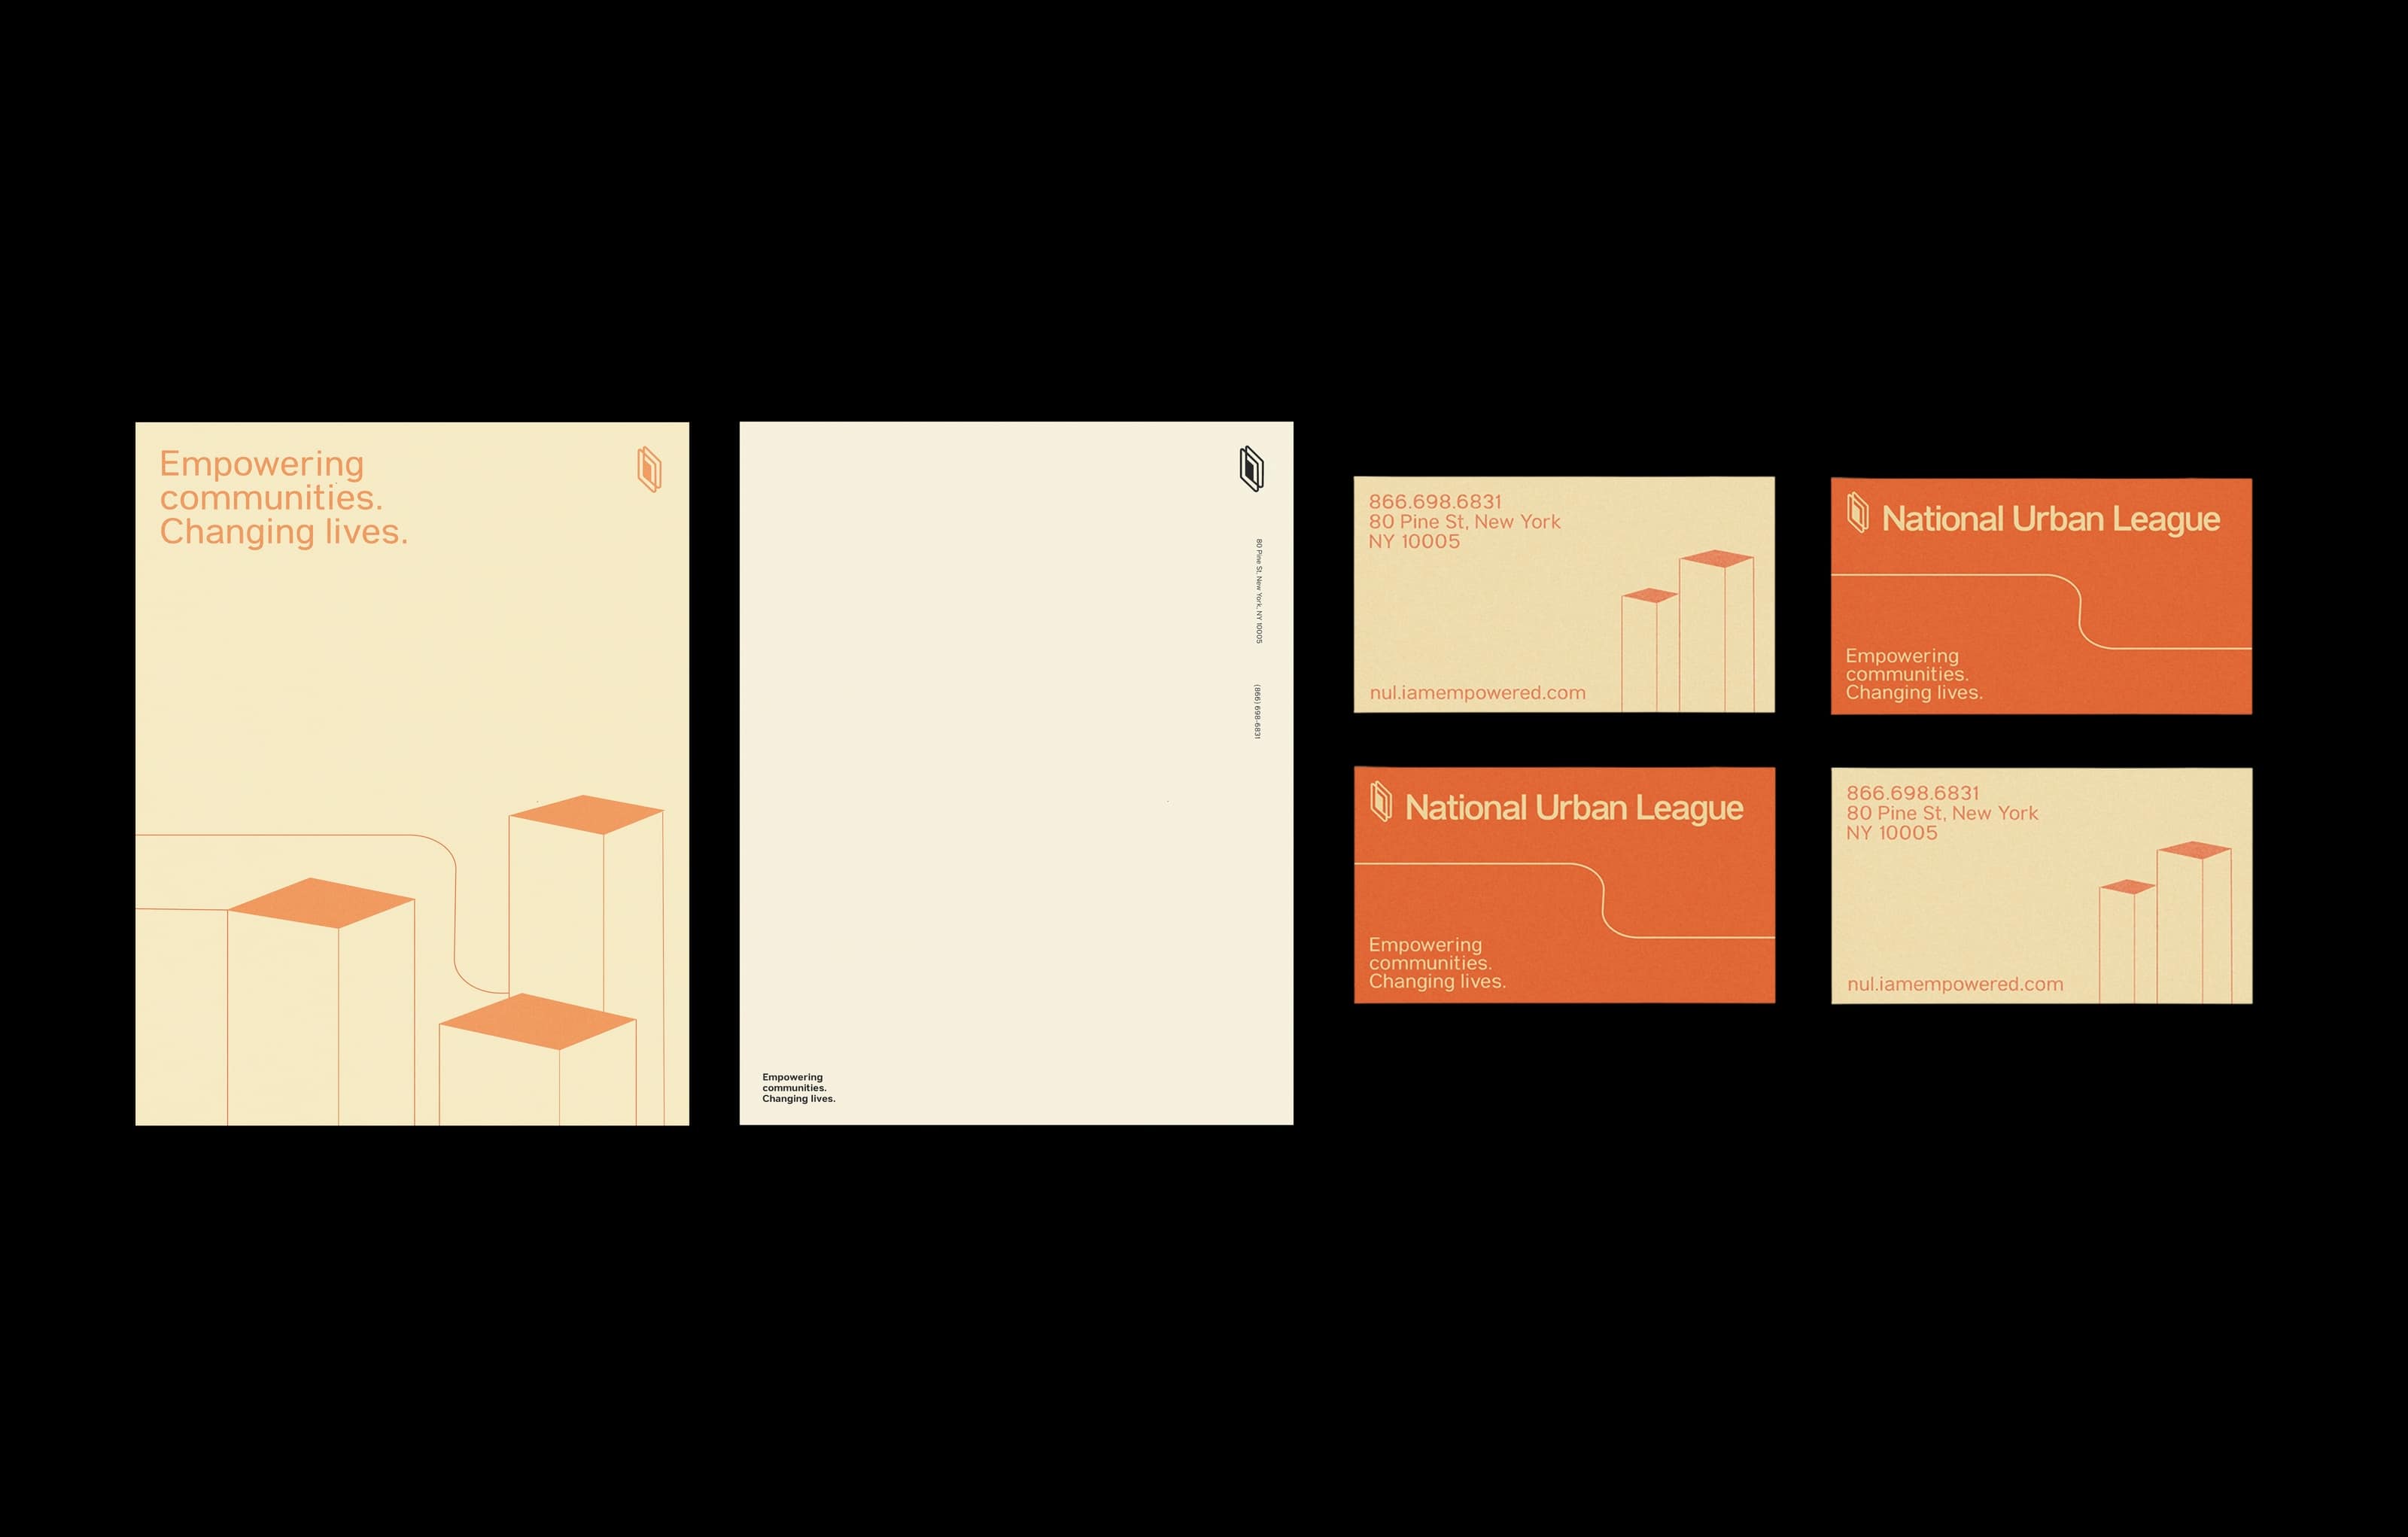 Empowering
communities.
Changing lives.
80 Pine St, New York, NY 10005
(866) 698-6831
Empowering
communities.
Changing lives.
866.698.6831
80 Pine St, New York
NY 10005
nul.iamempowered.com
National Urban League
Empowering
communities.
Changing lives.
National Urban League
Empowering
communities.
Changing lives.
866.698.6831
80 Pine St, New York
NY 10005
nul.iamempowered.com